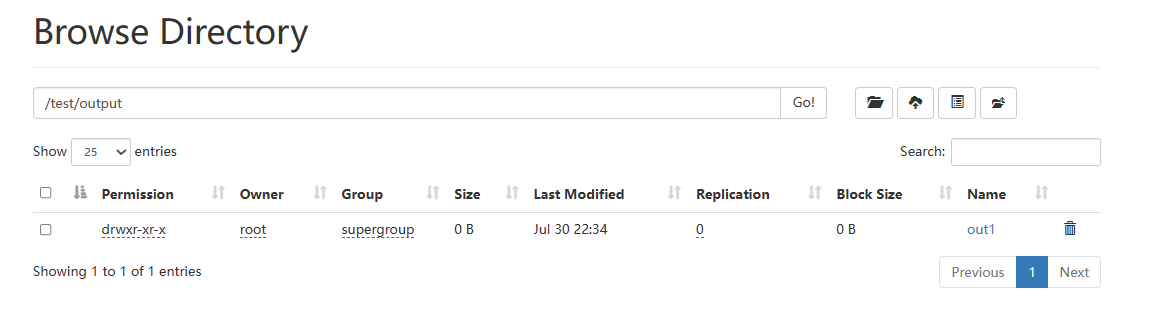 Browse Directory
/test/output Go!
Show 25 entries Search:
Permission Owner Group Size Last Modified Replication Block Size Name
drwxr-xr-x root supergroup 0 B Jul 30 22:34 0 0 B out1
Showing 1 to 1 of 1 entries Previous 1 Next